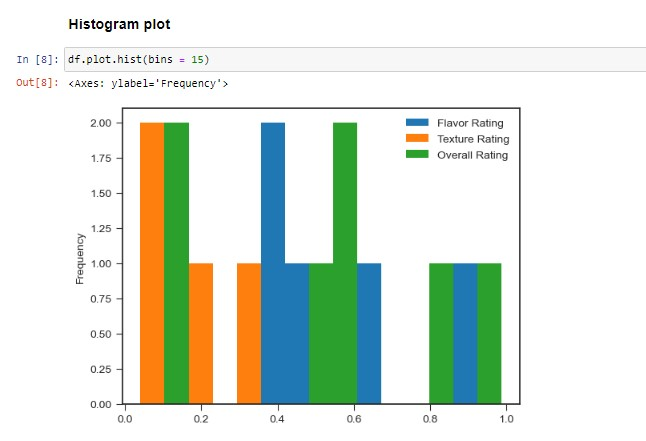 Histogram plot
In [8]: df.plot.hist(bins = 15)
Out[8]: <Axes: ylabel='Frequency'>
2.00
1.75
1.50
1.25
1.00
0.75
0.50
0.25
0.00
Frequency
Flavor Rating
Texture Rating
Overall Rating
0.0 0.2 0.4 0.6 0.8 1.0